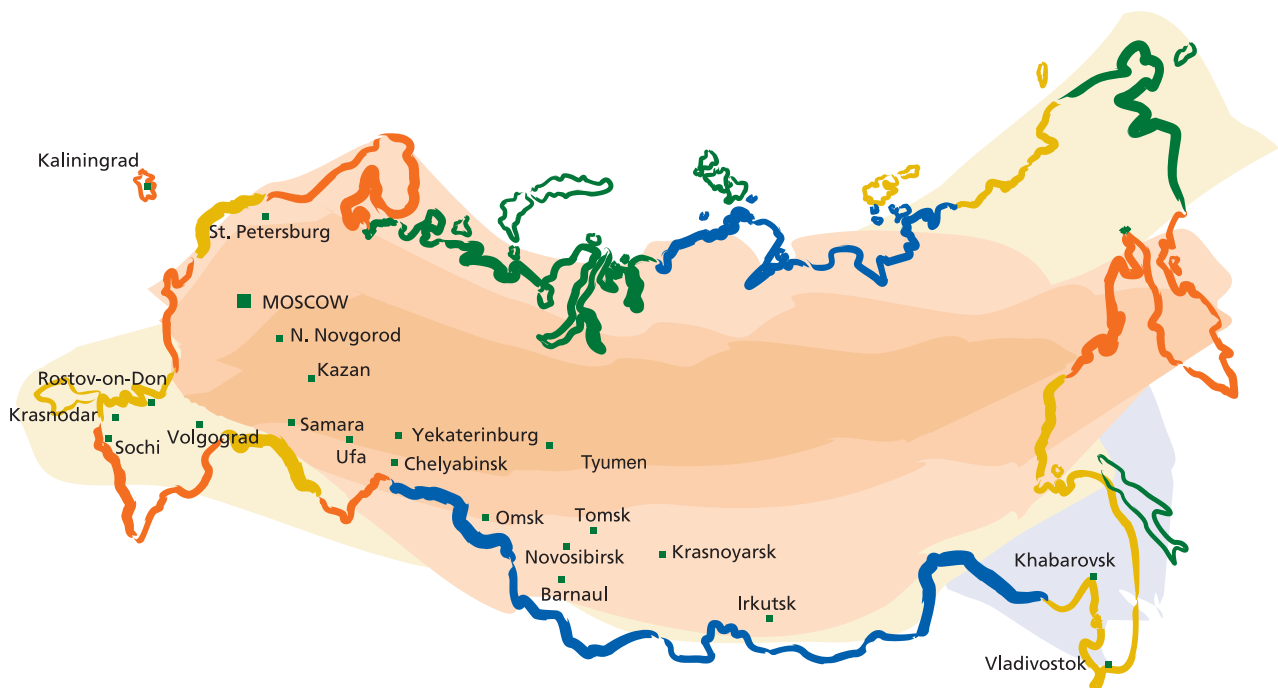 Kaliningrad
St. Petersburg
MOSCOW
N. Novgorod
Kazan
Rostov-on-Don
Krasnodar
Sochi
Volgograd
Samara
Ufa
Yekaterinburg
Chelyabinsk
Tyumen
Omsk
Tomsk
Novosibirsk
Krasnoyarsk
Barnaul
Irkutsk
Khabarovsk
Vladivostok